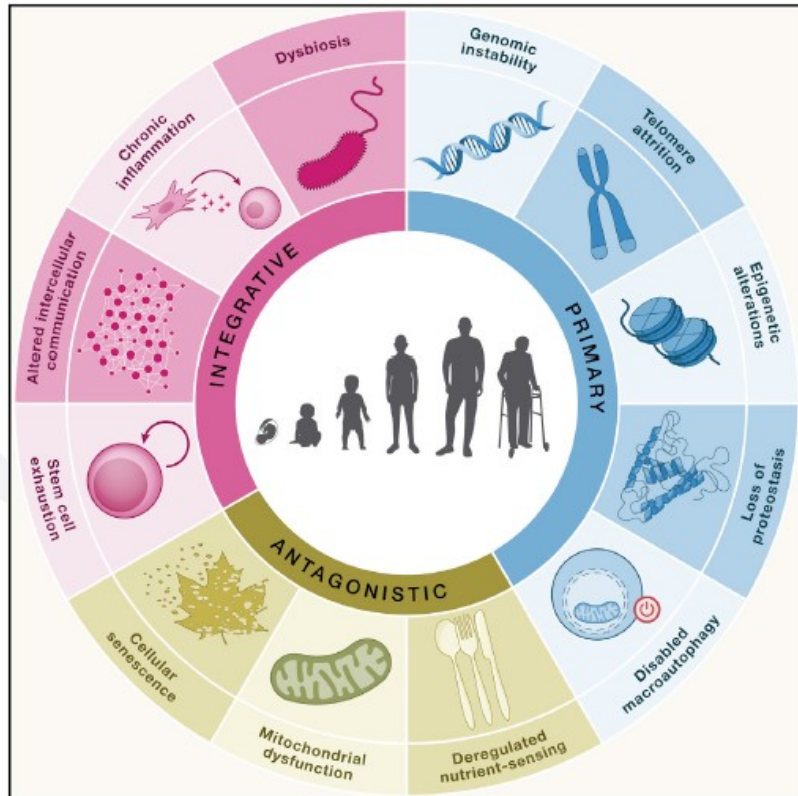 Genomic
instability
Telomere
attrition
Epigenetic
alterations
Loss of
proteostasis
Disabled
macroautophagy
Deregulated
nutrient-sensing
Mitochondrial
dysfunction
Cellular
senescence
Stem cell
exhaustion
Altered intercellular
communication
Chronic
inflammation
Dysbiosis
PRIMARY
ANTAGONISTIC
INTEGRATIVE